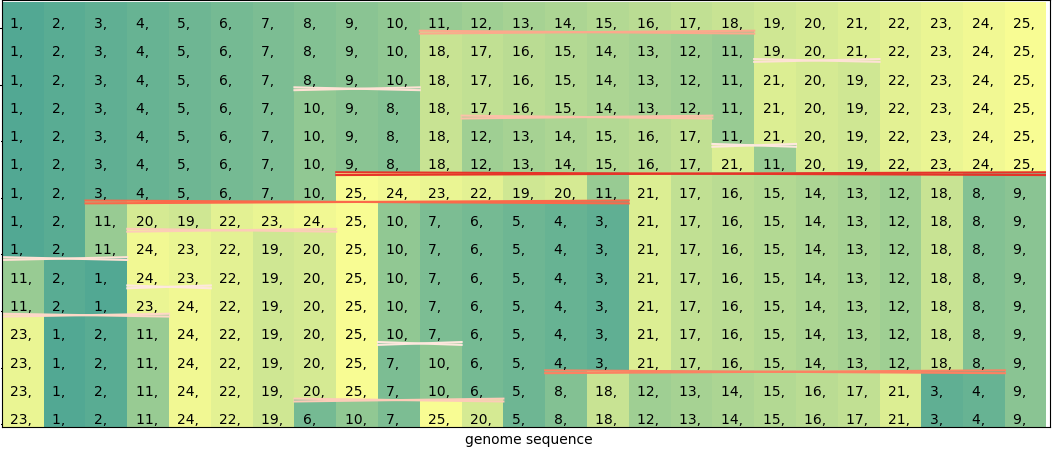 1, 2, 3, 4, 5, 6, 7, 8, 9, 10, 11, 12, 13, 14, 15, 16, 17, 18, 19, 20, 21, 22, 23, 24, 25,
1, 2, 3, 4, 5, 6, 7, 8, 9, 10, 18, 17, 16, 15, 14, 13, 12, 11, 19, 20, 21, 22, 23, 24, 25,
1, 2, 3, 4, 5, 6, 7, 8, 9, 10, 18, 17, 16, 15, 14, 13, 12, 11, 21, 20, 19, 22, 23, 24, 25,
1, 2, 3, 4, 5, 6, 7, 10, 9, 8, 18, 17, 16, 15, 14, 13, 12, 11, 21, 20, 19, 22, 23, 24, 25,
1, 2, 3, 4, 5, 6, 7, 10, 9, 8, 18, 12, 13, 14, 15, 16, 17, 11, 21, 20, 19, 22, 23, 24, 25,
1, 2, 3, 4, 5, 6, 7, 10, 9, 8, 18, 12, 13, 14, 15, 16, 17, 21, 11, 20, 19, 22, 23, 24, 25,
1, 2, 3, 4, 5, 6, 7, 10, 25, 24, 23, 22, 19, 20, 11, 21, 17, 16, 15, 14, 13, 12, 18, 8, 9,
1, 2, 11, 20, 19, 22, 23, 24, 25, 10, 7, 6, 5, 4, 3, 21, 17, 16, 15, 14, 13, 12, 18, 8, 9,
1, 2, 11, 24, 23, 22, 19, 20, 25, 10, 7, 6, 5, 4, 3, 21, 17, 16, 15, 14, 13, 12, 18, 8, 9,
11, 2, 1, 24, 23, 22, 19, 20, 25, 10, 7, 6, 5, 4, 3, 21, 17, 16, 15, 14, 13, 12, 18, 8, 9,
11, 2, 1, 23, 24, 22, 19, 20, 25, 10, 7, 6, 5, 4, 3, 21, 17, 16, 15, 14, 13, 12, 18, 8, 9,
23, 1, 2, 11, 24, 22, 19, 20, 25, 10, 7, 6, 5, 4, 3, 21, 17, 16, 15, 14, 13, 12, 18, 8, 9,
23, 1, 2, 11, 24, 22, 19, 20, 25, 7, 10, 6, 5, 4, 3, 21, 17, 16, 15, 14, 13, 12, 18, 8, 9,
23, 1, 2, 11, 24, 22, 19, 20, 25, 7, 10, 6, 5, 8, 18, 12, 13, 14, 15, 16, 17, 21, 3, 4, 9,
23, 1, 2, 11, 24, 22, 19, 6, 10, 7, 25, 20, 5, 8, 18, 12, 13, 14, 15, 16, 17, 21, 3, 4, 9,
genome sequence